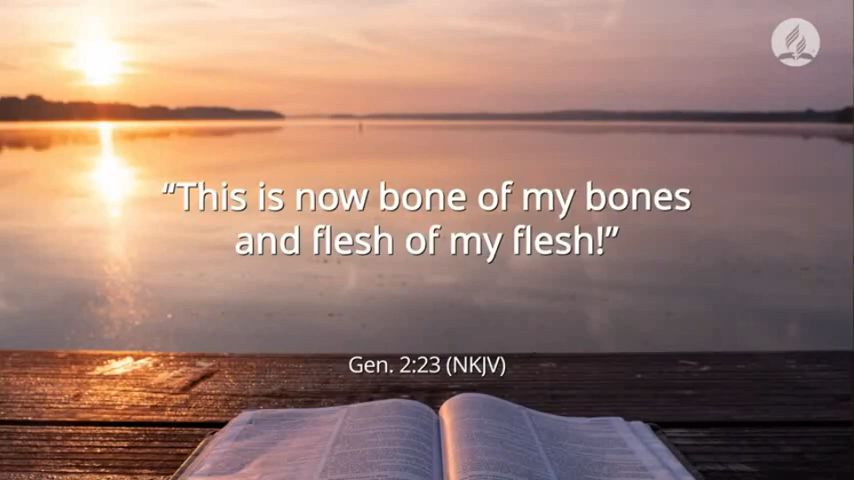 “This is now bone of my bones
and flesh of my flesh!”
Gen. 2:23 (NKJV)